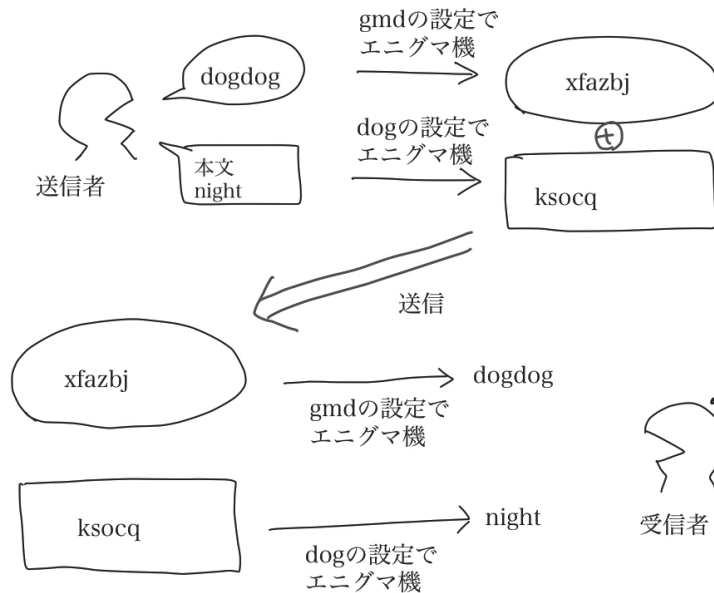 gmdの設定で
エニグマ機
dogdog
xfazbj
dogの設定で
エニグマ機
本文
night
送信者
ksocq
送信
xfazbj
dogdog
gmdの設定で
エニグマ機
ksocq
night
受信者
dogの設定で
エニグマ機